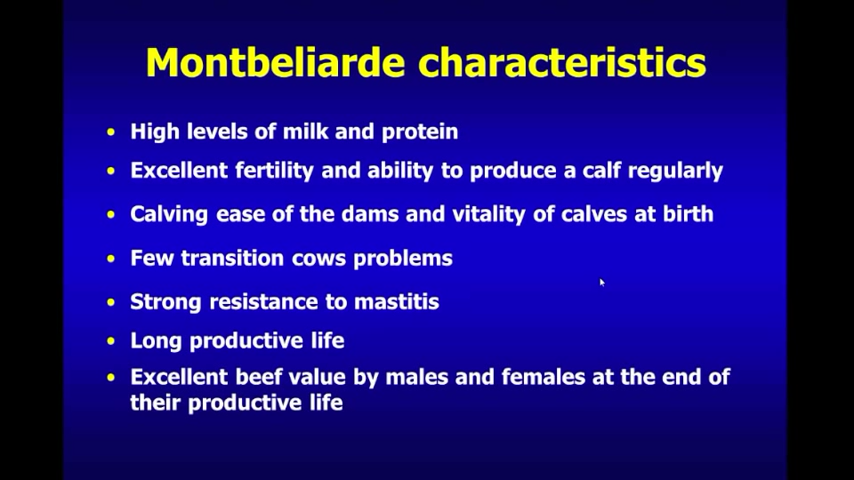 Montbeliarde characteristics
• High levels of milk and protein
• Excellent fertility and ability to produce a calf regularly
• Calving ease of the dams and vitality of calves at birth
• Few transition cows problems
• Strong resistance to mastitis
• Long productive life
• Excellent beef value by males and females at the end of
their productive life